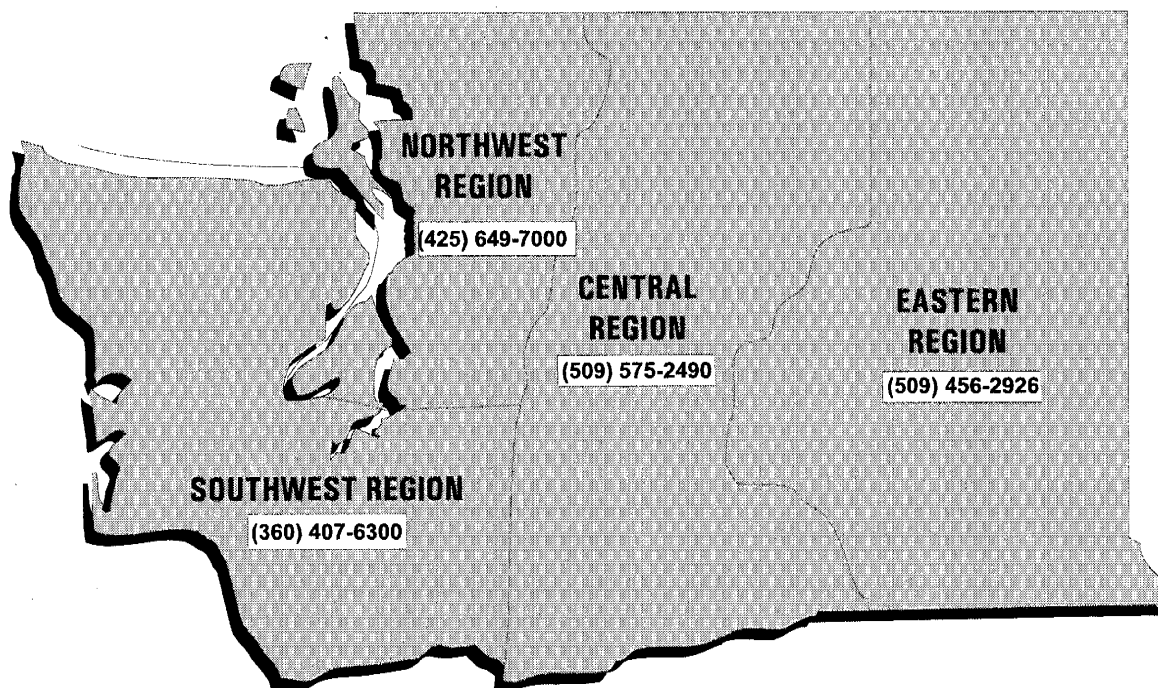 NORTHWEST
REGION
(425) 649-7000
CENTRAL
REGION
(509) 575-2490
EASTERN
REGION
(509) 456-2926
SOUTHWEST REGION
(360) 407-6300